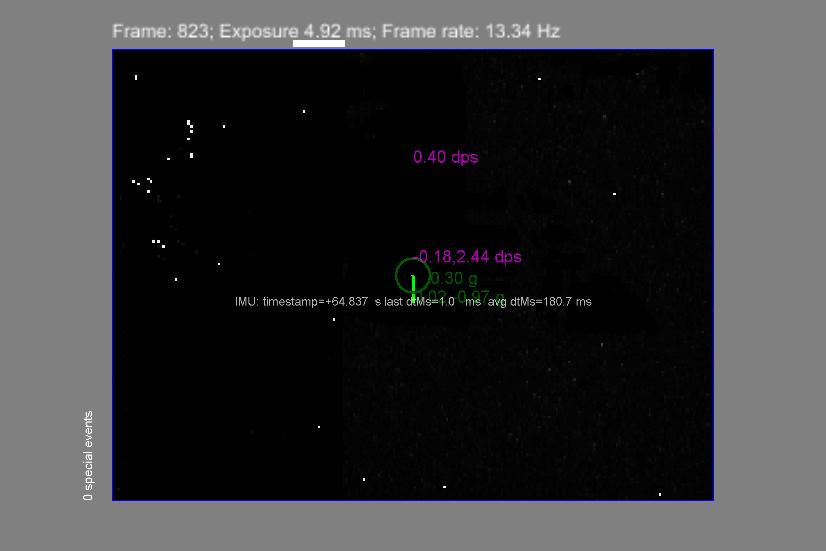 Frame: 823; Exposure 4.92 ms; Frame rate: 13.34 Hz
0.40 dps
-0.18,2.44 dps
0.30 g
IMU: timestamp=+64.837 s last dtMs=1.0 ms avg dtMs=180.7 ms
0 special events